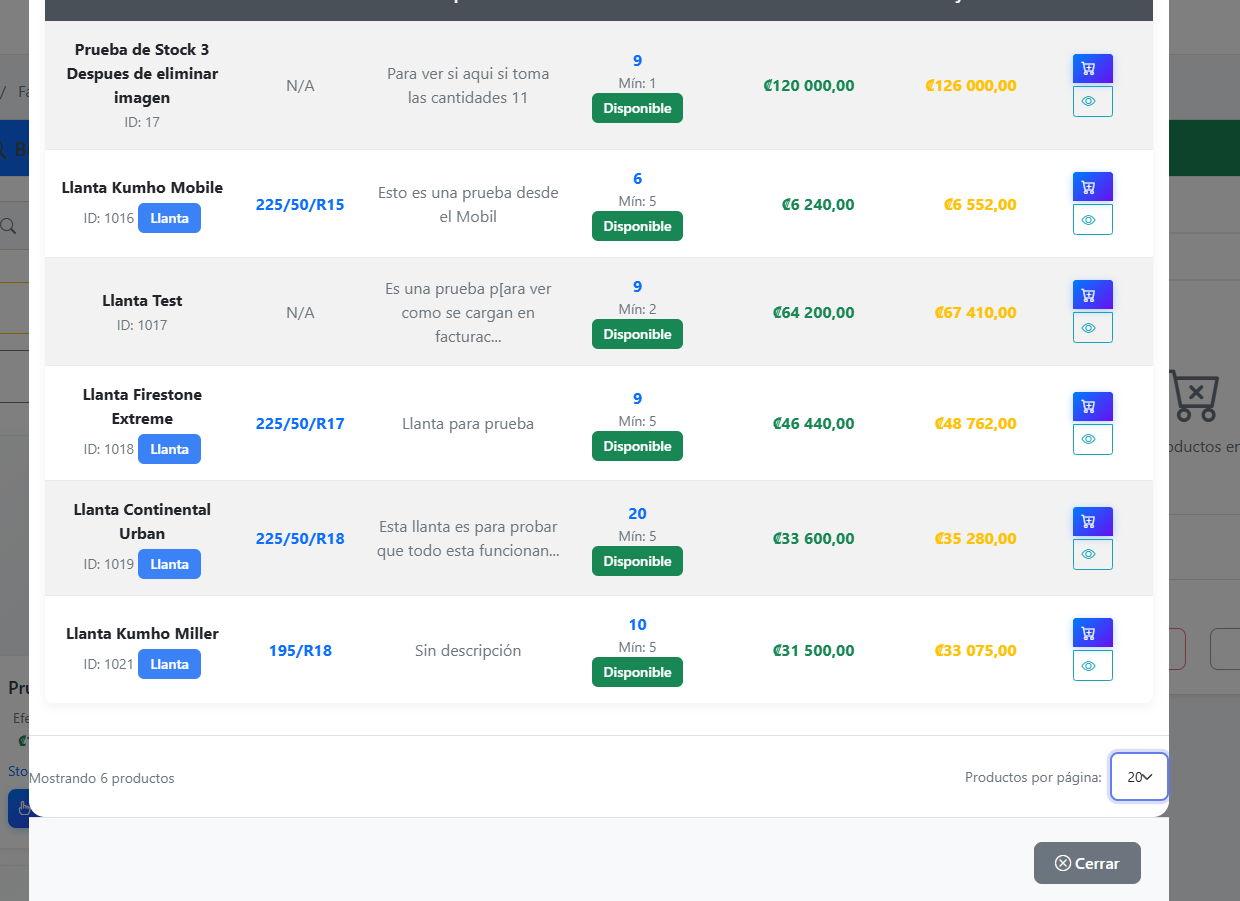 Prueba de Stock 3
Despues de eliminar
imagen
ID: 17
N/A
Para ver si aqui si toma
las cantidades 11
9
Mín: 1
Disponible
₡120 000,00
₡126 000,00
Llanta Kumho Mobile
ID: 1016 Llanta
225/50/R15
Esto es una prueba desde
el Mobil
6
Mín: 5
Disponible
₡6 240,00
₡6 552,00
Llanta Test
ID: 1017
N/A
Es una prueba p[ara ver
como se cargan en
facturac...
9
Mín: 2
Disponible
₡64 200,00
₡67 410,00
Llanta Firestone
Extreme
ID: 1018 Llanta
225/50/R17
Llanta para prueba
9
Mín: 5
Disponible
₡46 440,00
₡48 762,00
Llanta Continental
Urban
ID: 1019 Llanta
225/50/R18
Esta llanta es para probar
que todo esta funcionan...
20
Mín: 5
Disponible
₡33 600,00
₡35 280,00
Llanta Kumho Miller
ID: 1021 Llanta
195/R18
Sin descripción
10
Mín: 5
Disponible
₡31 500,00
₡33 075,00
Mostrando 6 productos
Productos por página: 20
Cerrar